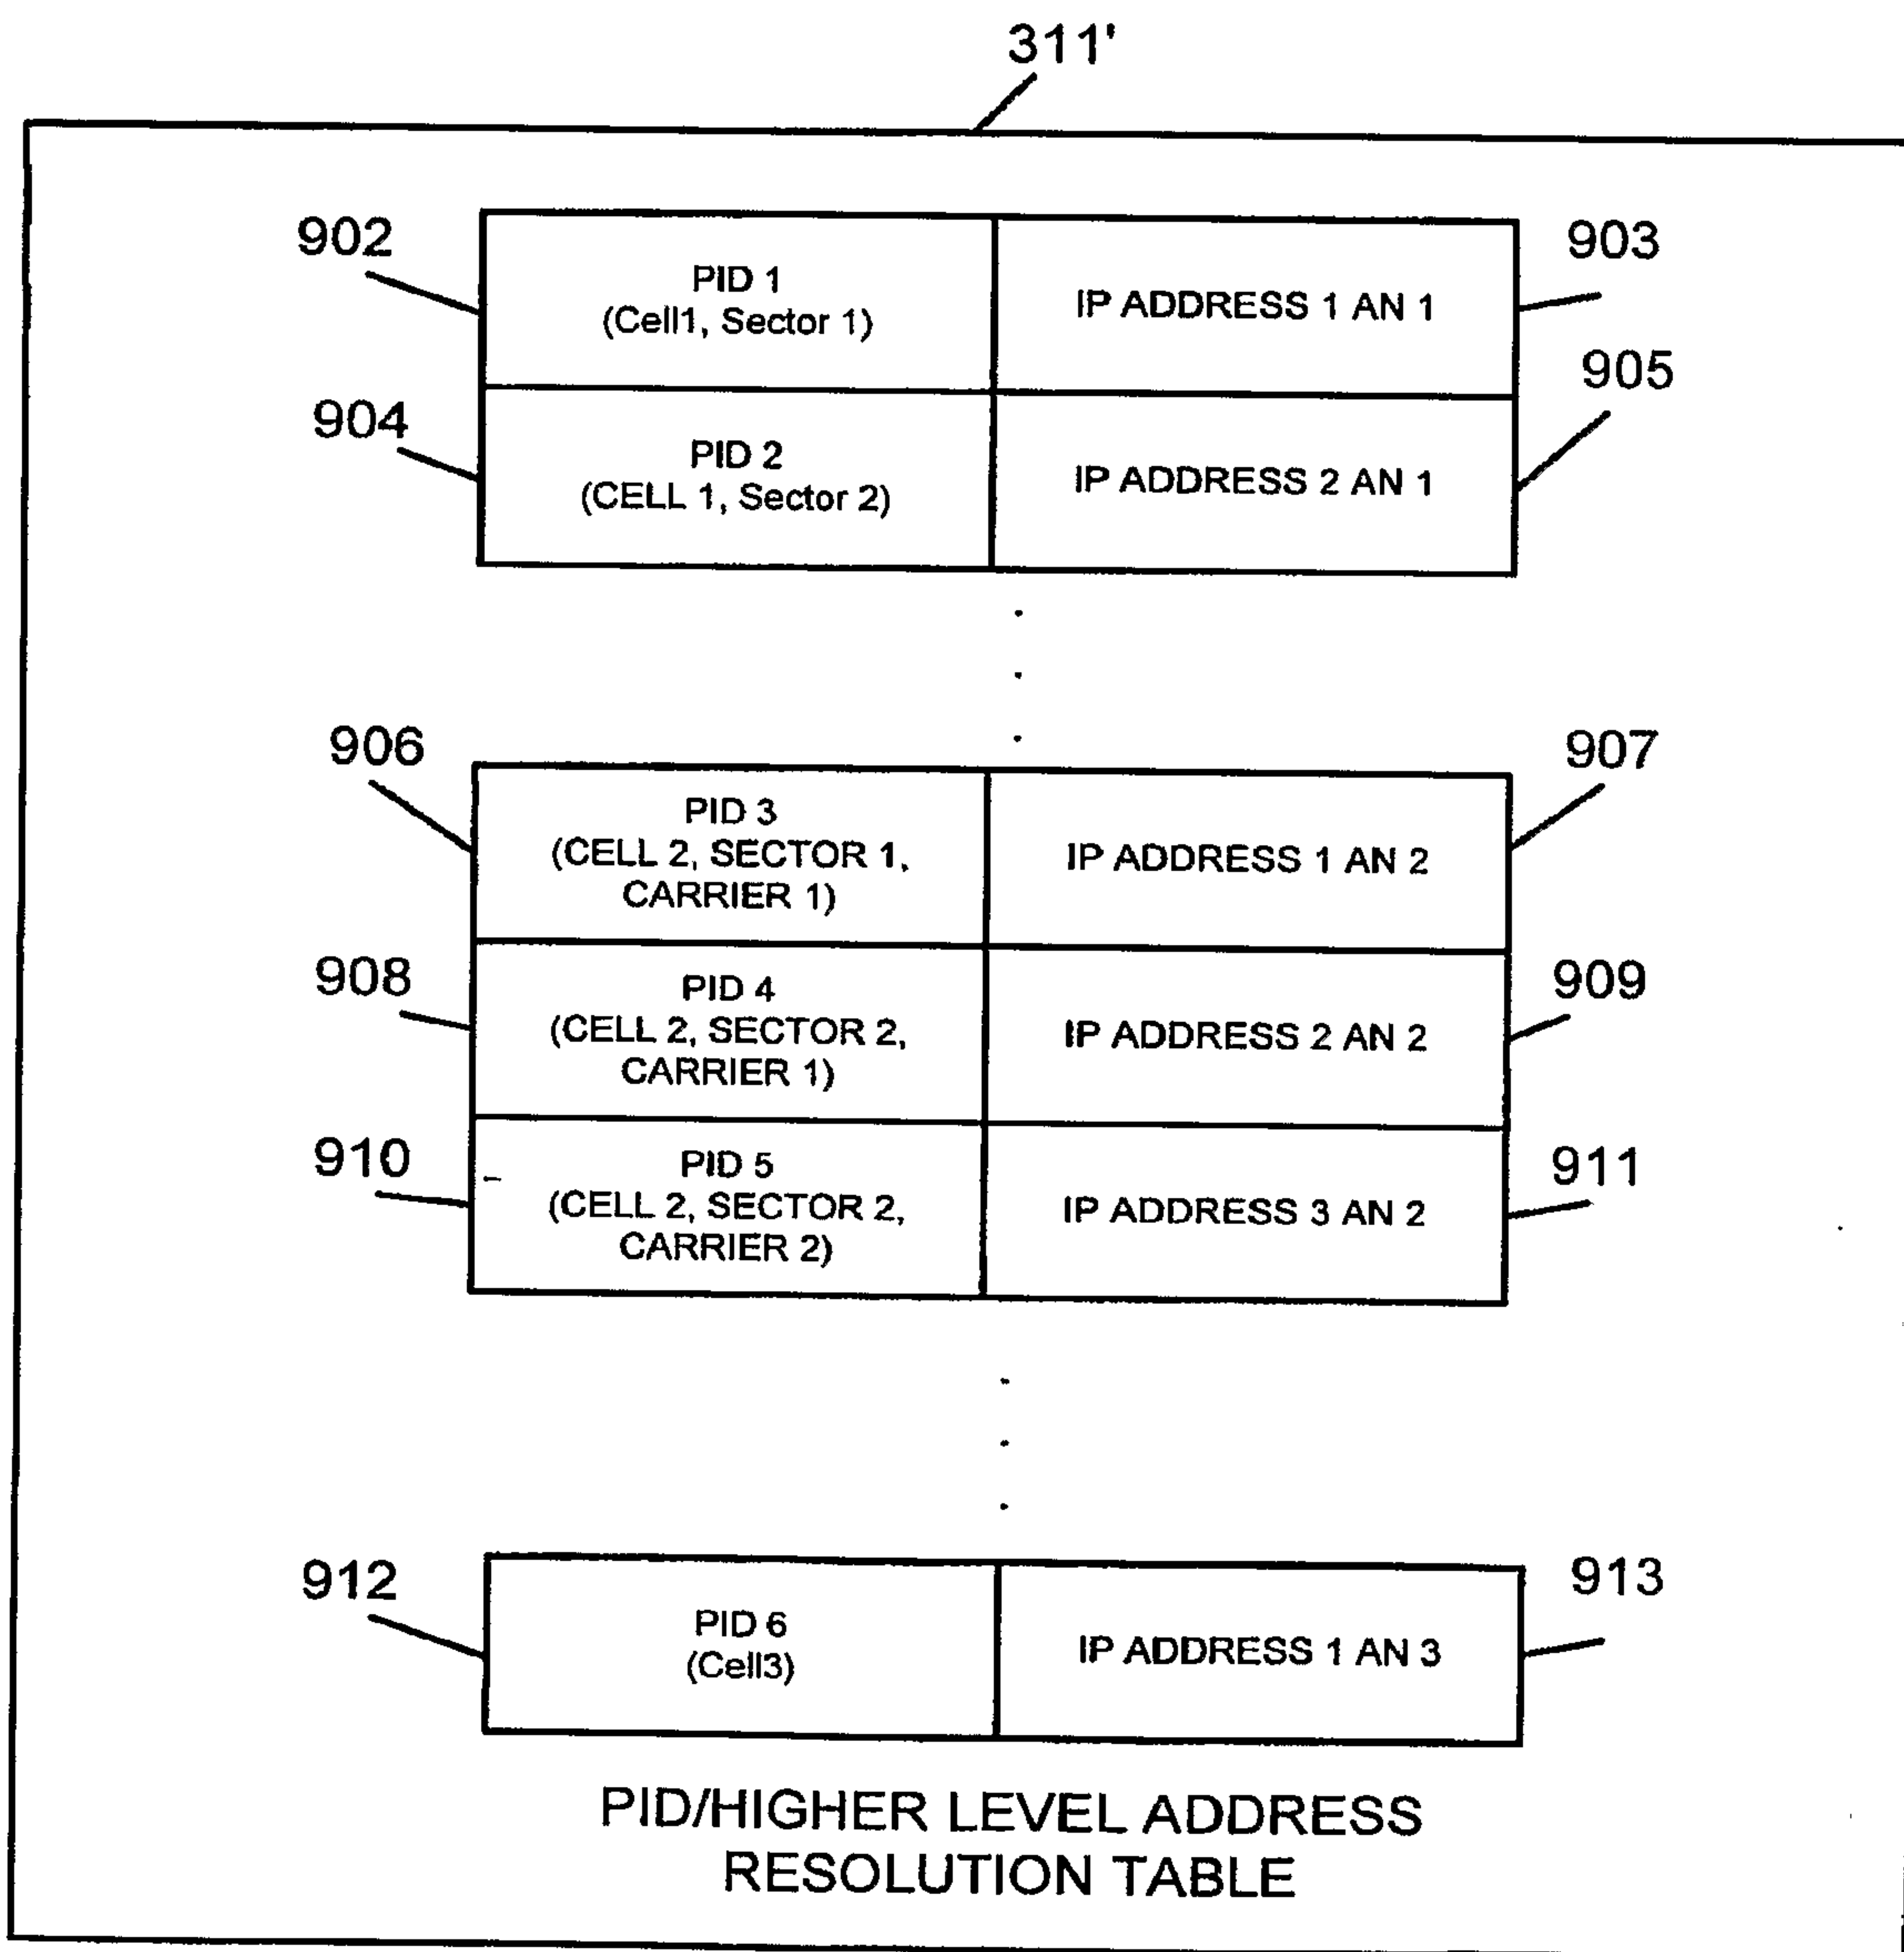 311'
902
PID 1
(Cell1, Sector 1)
IP ADDRESS 1 AN 1
903
904
PID 2
(CELL 1, Sector 2)
IP ADDRESS 2 AN 1
905
906
PID 3
(CELL 2, SECTOR 1,
CARRIER 1)
IP ADDRESS 1 AN 2
907
908
PID 4
(CELL 2, SECTOR 2,
CARRIER 1)
IP ADDRESS 2 AN 2
909
910
PID 5
(CELL 2, SECTOR 2,
CARRIER 2)
IP ADDRESS 3 AN 2
911
912
PID 6
(Cell3)
IP ADDRESS 1 AN 3
913
PID/HIGHER LEVEL ADDRESS
RESOLUTION TABLE